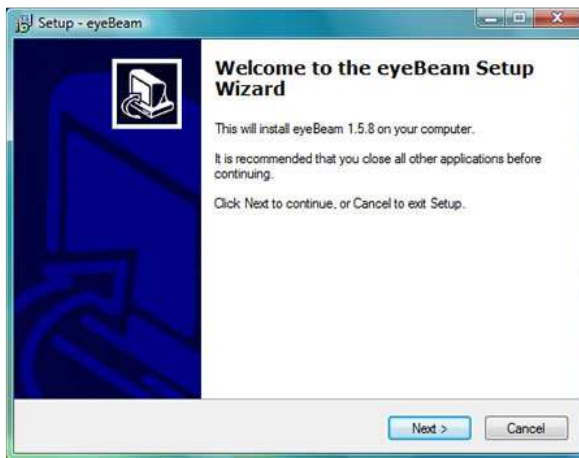 Setup - eyeBeam
Welcome to the eyeBeam Setup
Wizard
This will install eyeBeam 1.5.8 on your computer.
It is recommended that you close all other applications before
continuing.
Click Next to continue, or Cancel to exit Setup.
Next >
Cancel